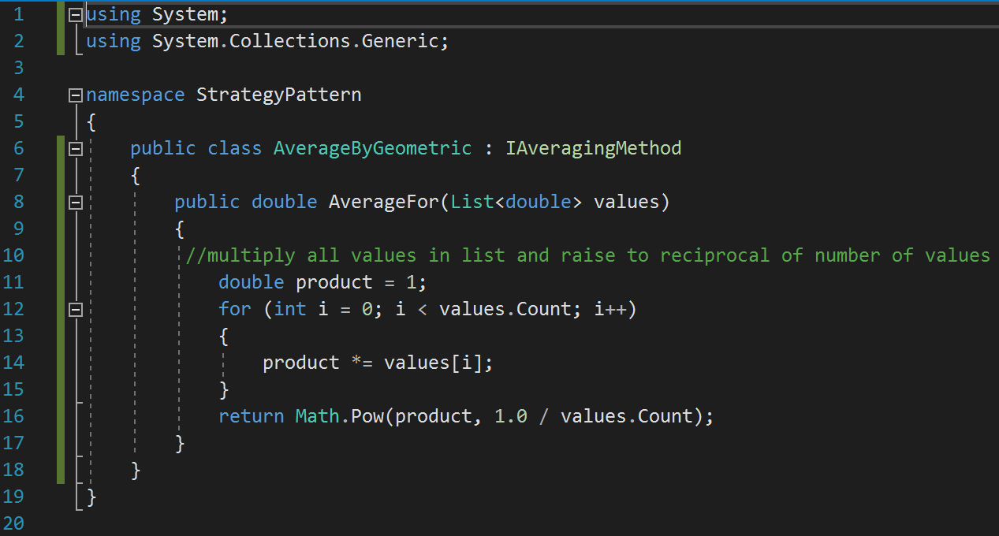 1 using System;
2 using System.Collections.Generic;
3
4 namespace StrategyPattern
5 {
6 public class AverageByGeometric : IAveragingMethod
7 {
8 public double AverageFor(List<double> values)
9 {
10 //multiply all values in list and raise to reciprocal of number of values
11 double product = 1;
12 for (int i = 0; i < values.Count; i++)
13 {
14 product *= values[i];
15 }
16 return Math.Pow(product, 1.0 / values.Count);
17 }
18 }
19 }
20